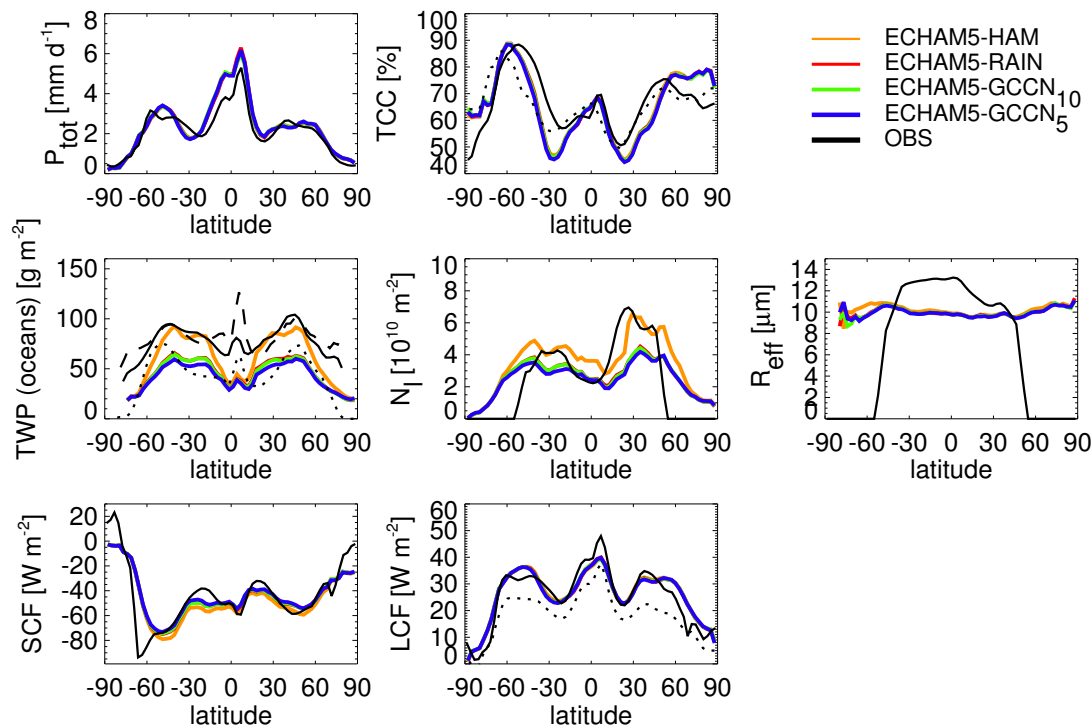 P_tot [mm d⁻¹]
8
6
4
2
0
-90 -60 -30 0 30 60 90
latitude
TCC [%]
100
90
80
70
60
50
40
-90 -60 -30 0 30 60 90
latitude
ECHAM5-HAM
ECHAM5-RAIN
ECHAM5-GCCN₁₀
ECHAM5-GCCN₅
OBS
TWP (oceans) [g m⁻²]
150
100
50
0
-90 -60 -30 0 30 60 90
latitude
N_l [10¹⁰ m⁻²]
8
6
4
2
0
-90 -60 -30 0 30 60 90
latitude
R_eff [μm]
14
12
10
8
6
4
2
0
-90 -60 -30 0 30 60 90
latitude
SCF [W m⁻²]
20
0
-20
-40
-60
-80
-90 -60 -30 0 30 60 90
latitude
LCF [W m⁻²]
60
50
40
30
20
10
0
-90 -60 -30 0 30 60 90
latitude